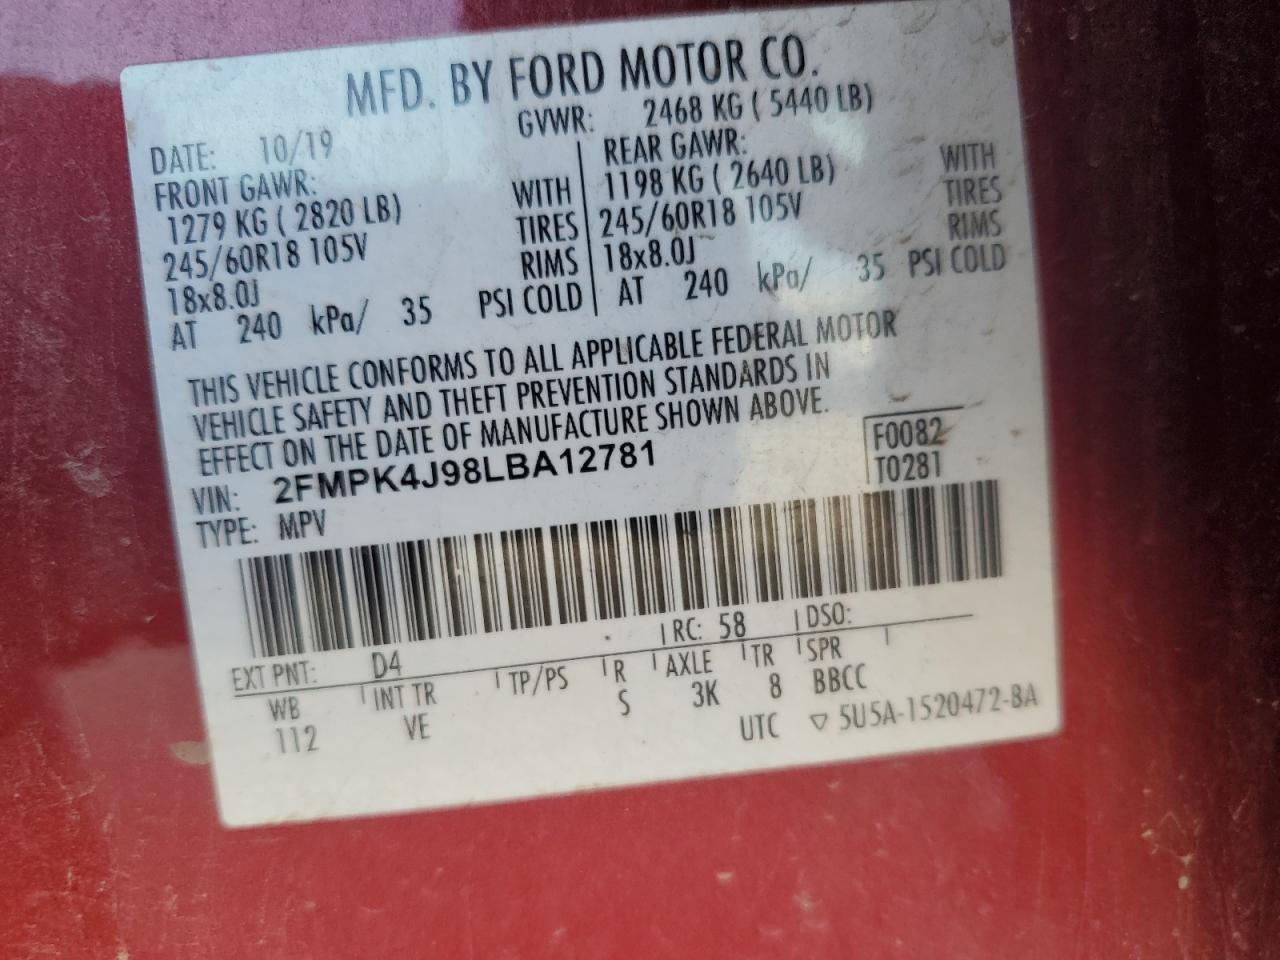 MFD. BY FORD MOTOR CO.
DATE: 10/19 GVWR: 2468 KG ( 5440 LB)
FRONT GAWR: REAR GAWR:
1279 KG ( 2820 LB) WITH 1198 KG ( 2640 LB) WITH
245/60R18 105V TIRES 245/60R18 105V TIRES
18x8.0J RIMS 18x8.0J RIMS
AT 240 kPa/ 35 PSI COLD AT 240 kPa/ 35 PSI COLD
THIS VEHICLE CONFORMS TO ALL APPLICABLE FEDERAL MOTOR
VEHICLE SAFETY AND THEFT PREVENTION STANDARDS IN
EFFECT ON THE DATE OF MANUFACTURE SHOWN ABOVE.
VIN: 2FMPK4J98LBA12781 F0082
TYPE: MPV T0281
EXT PNT: D4 RC: 58 DSO:
WB INT TR TP/PS R AXLE TR SPR
112 VE S 3K 8 BBCC
UTC ▽ 5U5A-1520472-BA